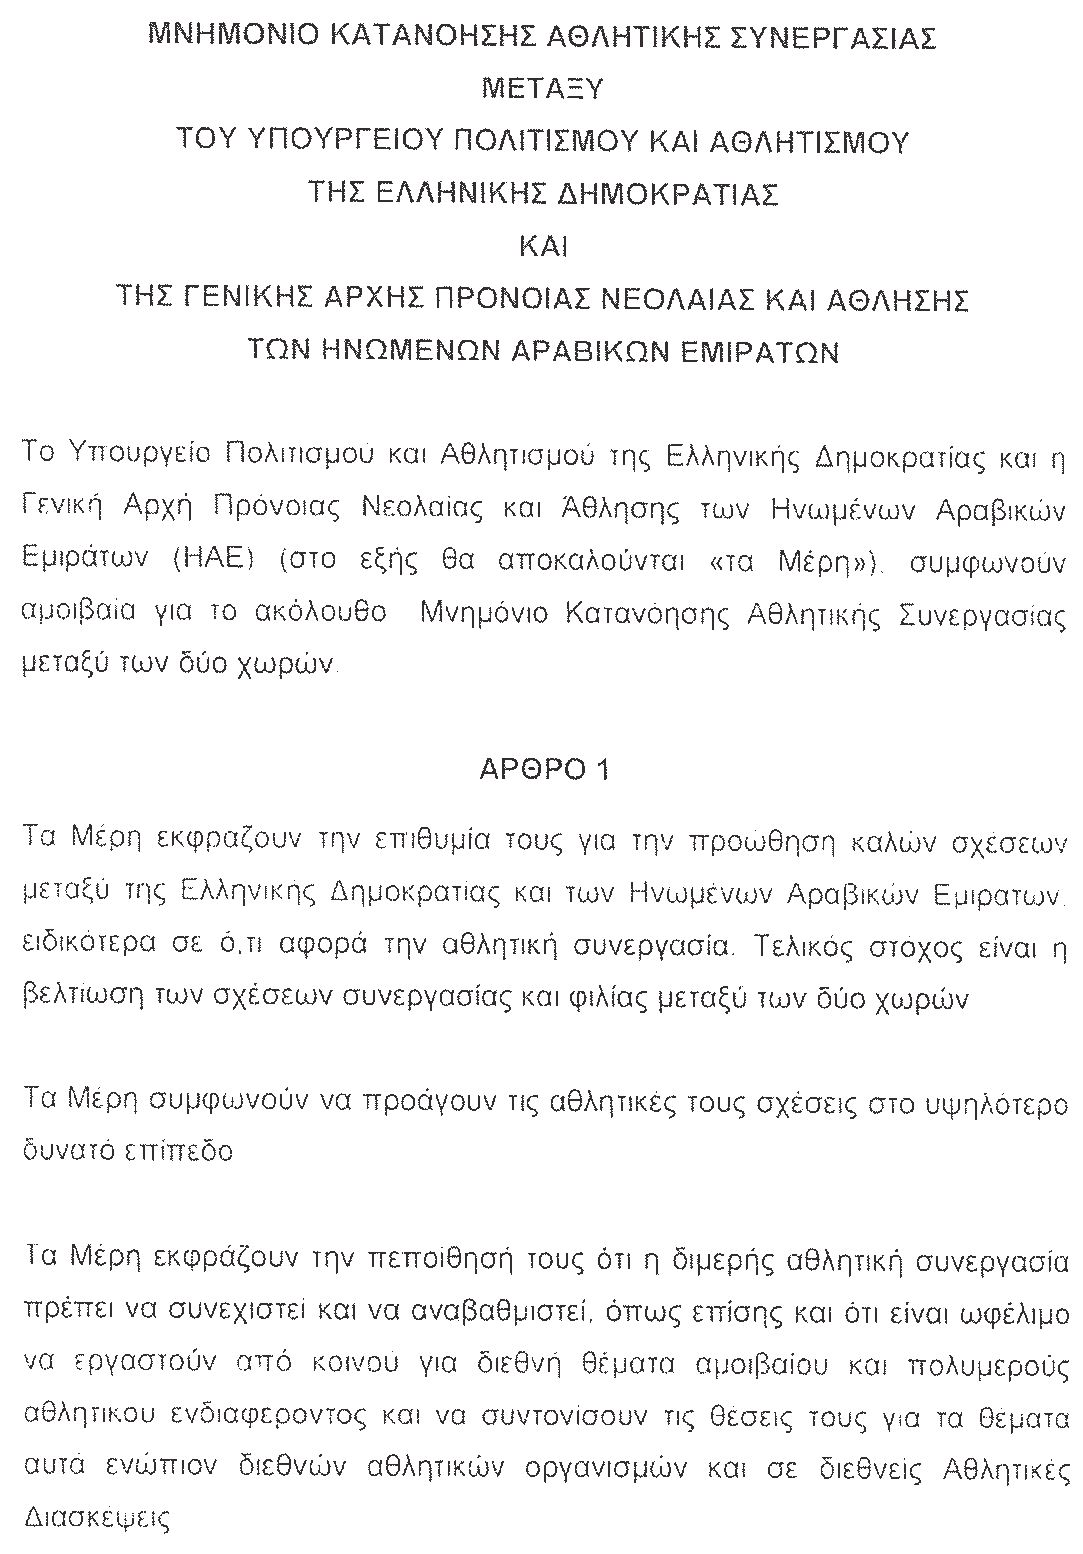 ΜΝΗΜΟΝΙΟ ΚΑΤΑΝΟΗΣΗΣ ΑΘΛΗΤΙΚΗΣ ΣΥΝΕΡΓΑΣΙΑΣ
ΜΕΤΑΞΥ
ΤΟΥ ΥΠΟΥΡΓΕΙΟΥ ΠΟΛΙΤΙΣΜΟΥ ΚΑΙ ΑΘΛΗΤΙΣΜΟΥ
ΤΗΣ ΕΛΛΗΝΙΚΗΣ ΔΗΜΟΚΡΑΤΙΑΣ
ΚΑΙ
ΤΗΣ ΓΕΝΙΚΗΣ ΑΡΧΗΣ ΠΡΟΝΟΙΑΣ ΝΕΟΛΑΙΑΣ ΚΑΙ ΑΘΛΗΣΗΣ
ΤΩΝ ΗΝΩΜΕΝΩΝ ΑΡΑΒΙΚΩΝ ΕΜΙΡΑΤΩΝ
Το Υπουργείο Πολιτισμού και Αθλητισμού της Ελληνικής Δημοκρατίας και η
Γενική Αρχή Πρόνοιας Νεολαίας και Άθλησης των Ηνωμένων Αραβικών
Εμιράτων (ΗΑΕ) (στο εξής θα αποκαλούνται «τα Μέρη»), συμφωνούν
αμοιβαία για το ακόλουθο Μνημόνιο Κατανόησης Αθλητικής Συνεργασίας
μεταξύ των δύο χωρών.
ΑΡΘΡΟ 1
Τα Μέρη εκφράζουν την επιθυμία τους για την προώθηση καλών σχέσεων
μεταξύ της Ελληνικής Δημοκρατίας και των Ηνωμένων Αραβικών Εμιράτων,
ειδικότερα σε ό,τι αφορά την αθλητική συνεργασία. Τελικός στόχος είναι η
βελτίωση των σχέσεων συνεργασίας και φιλίας μεταξύ των δύο χωρών
Τα Μέρη συμφωνούν να προάγουν τις αθλητικές τους σχέσεις στο υψηλότερο
δυνατό επίπεδο
Τα Μέρη εκφράζουν την πεποίθησή τους ότι η διμερής αθλητική συνεργασία
πρέπει να συνεχιστεί και να αναβαθμιστεί, όπως επίσης και ότι είναι ωφέλιμο
να εργαστούν από κοινού για διεθνή θέματα αμοιβαίου και πολυμερούς
αθλητικού ενδιαφέροντος και να συντονίσουν τις θέσεις τους για τα θέματα
αυτά ενώπιον διεθνών αθλητικών οργανισμών και σε διεθνείς Αθλητικές
Διασκέψεις